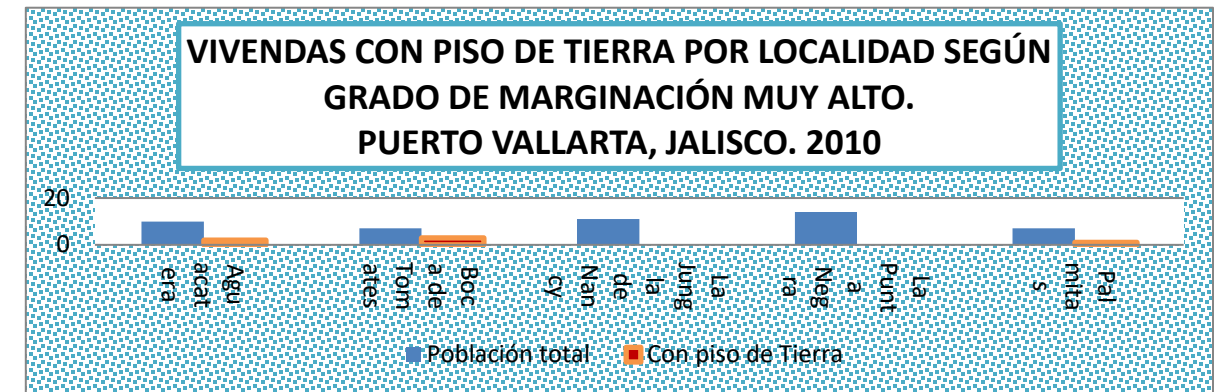 VIVENDAS CON PISO DE TIERRA POR LOCALIDAD SEGÚN
GRADO DE MARGINACIÓN MUY ALTO.
PUERTO VALLARTA, JALISCO. 2010
20
0
Agu
acat
era
Boc
a de
Tom
ates
La
Jung
la
de
Nan
cy
La
Punt
a
Neg
ra
Pal
mita
s
Población total
Con piso de Tierra